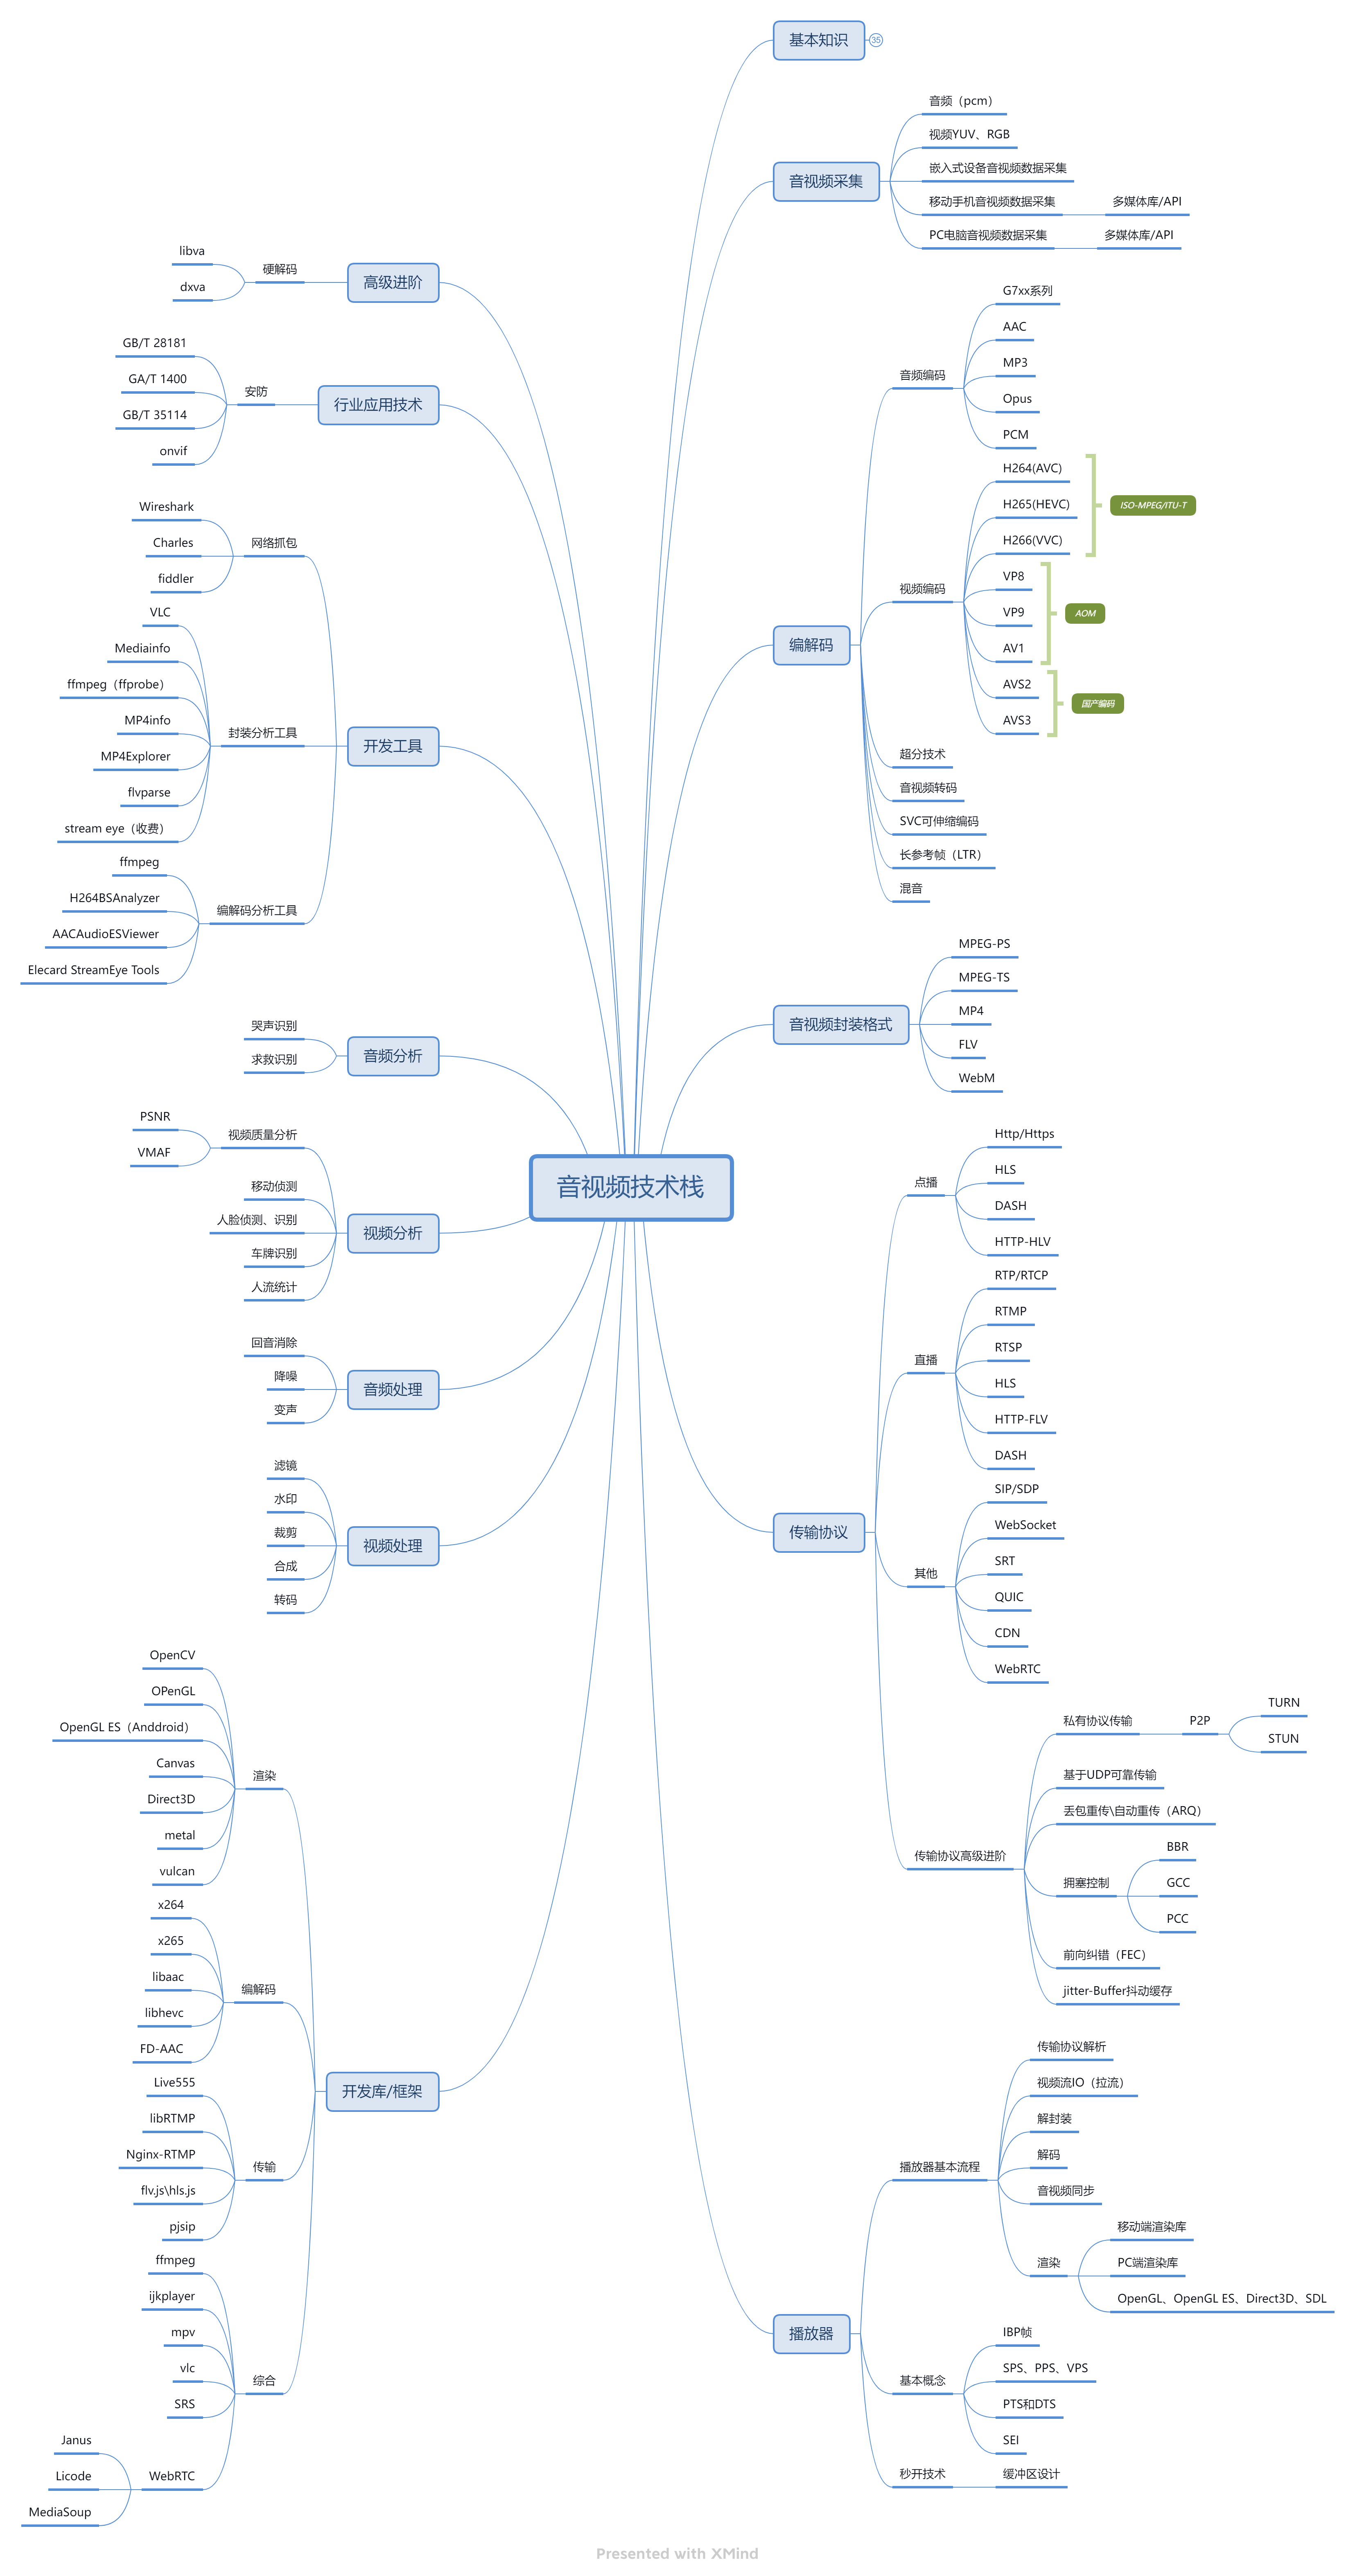 音视频技术栈
基本知识
35
音视频采集
音频（pcm）
视频YUV、RGB
嵌入式设备音视频数据采集
移动手机音视频数据采集
多媒体库/API
PC电脑音视频数据采集
多媒体库/API
编解码
音频编码
G7xx系列
AAC
MP3
Opus
PCM
视频编码
H264(AVC)
H265(HEVC)
H266(VVC)
ISO-MPEG/ITU-T
VP8
VP9
AV1
AOM
AVS2
AVS3
国产编码
超分技术
音视频转码
SVC可伸缩编码
长参考帧（LTR）
混音
音视频封装格式
MPEG-PS
MPEG-TS
MP4
FLV
WebM
传输协议
点播
Http/Https
HLS
DASH
HTTP-HLV
直播
RTP/RTCP
RTMP
RTSP
HLS
HTTP-FLV
DASH
其他
SIP/SDP
WebSocket
SRT
QUIC
CDN
WebRTC
传输协议高级进阶
私有协议传输
P2P
TURN
STUN
基于UDP可靠传输
丢包重传\自动重传（ARQ）
拥塞控制
BBR
GCC
PCC
前向纠错（FEC）
jitter-Buffer抖动缓存
播放器
播放器基本流程
传输协议解析
视频流IO（拉流）
解封装
解码
音视频同步
渲染
移动端渲染库
PC端渲染库
OpenGL、OpenGL ES、Direct3D、SDL
基本概念
IBP帧
SPS、PPS、VPS
PTS和DTS
SEI
秒开技术
缓冲区设计
高级进阶
硬解码
libva
dxva
行业应用技术
安防
GB/T 28181
GA/T 1400
GB/T 35114
onvif
开发工具
网络抓包
Wireshark
Charles
fiddler
封装分析工具
VLC
Mediainfo
ffmpeg（ffprobe）
MP4info
MP4Explorer
flvparse
stream eye（收费）
编解码分析工具
ffmpeg
H264BSAnalyzer
AACAudioESViewer
Elecard StreamEye Tools
音频分析
哭声识别
求救识别
视频分析
视频质量分析
PSNR
VMAF
移动侦测
人脸侦测、识别
车牌识别
人流统计
音频处理
回音消除
降噪
变声
视频处理
滤镜
水印
裁剪
合成
转码
开发库/框架
渲染
OpenCV
OPenGL
OpenGL ES（Anddroid）
Canvas
Direct3D
metal
vulcan
编解码
x264
x265
libaac
libhevc
FD-AAC
传输
Live555
libRTMP
Nginx-RTMP
flv.js\hls.js
pjsip
综合
ffmpeg
ijkplayer
mpv
vlc
SRS
WebRTC
Janus
Licode
MediaSoup
Presented with XMind